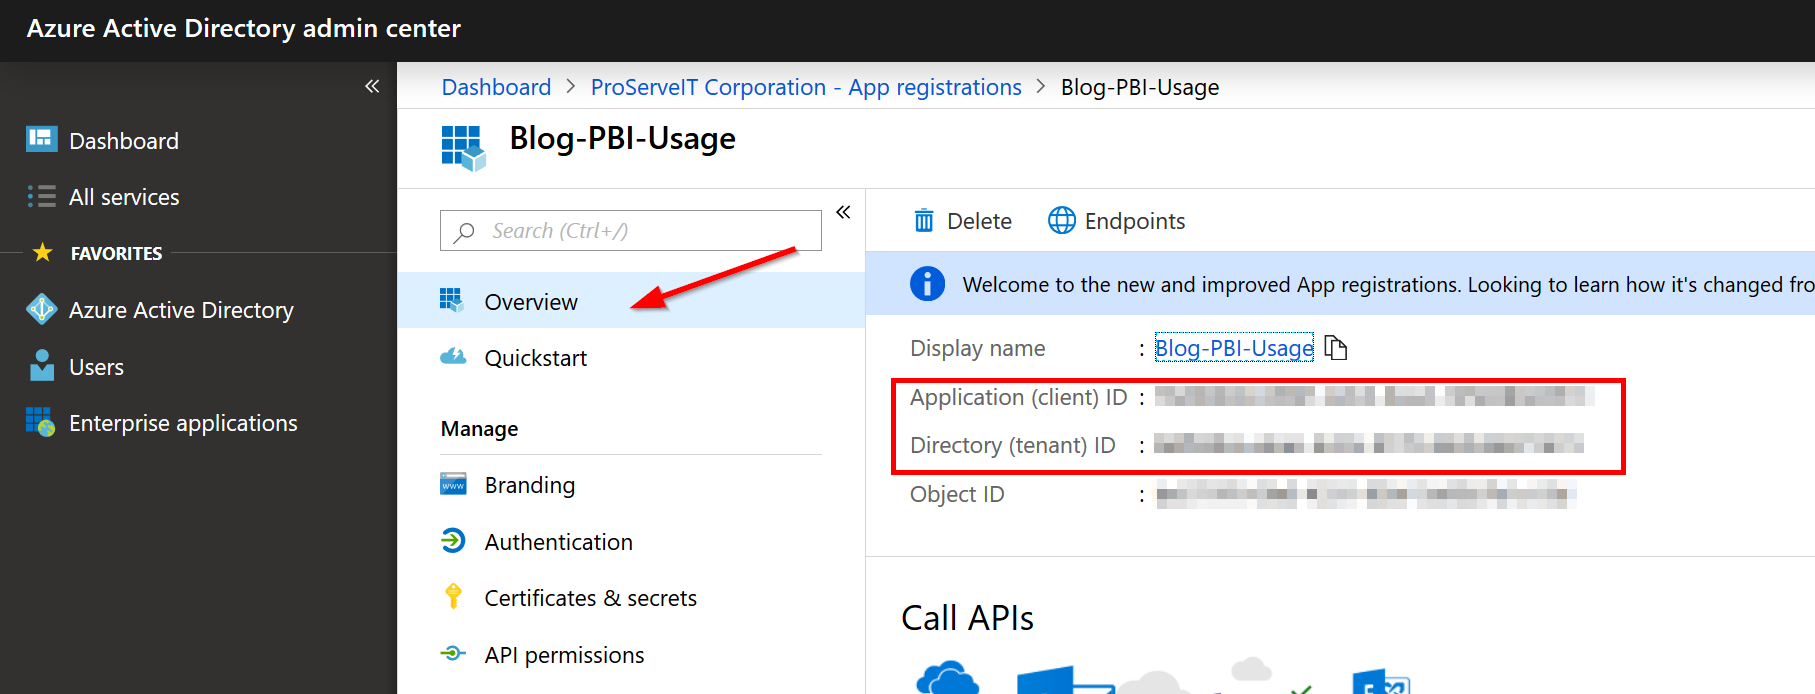 Azure Active Directory admin center
«
Dashboard
All services
FAVORITES
Azure Active Directory
Users
Enterprise applications
Dashboard > ProServeIT Corporation - App registrations > Blog-PBI-Usage
Blog-PBI-Usage
Search (Ctrl+/)
«
Overview
Quickstart
Manage
Branding
Authentication
Certificates & secrets
API permissions
Delete
Endpoints
Welcome to the new and improved App registrations. Looking to learn how it's changed fro
Display name : Blog-PBI-Usage
Application (client) ID :
Directory (tenant) ID :
Object ID :
Call APIs